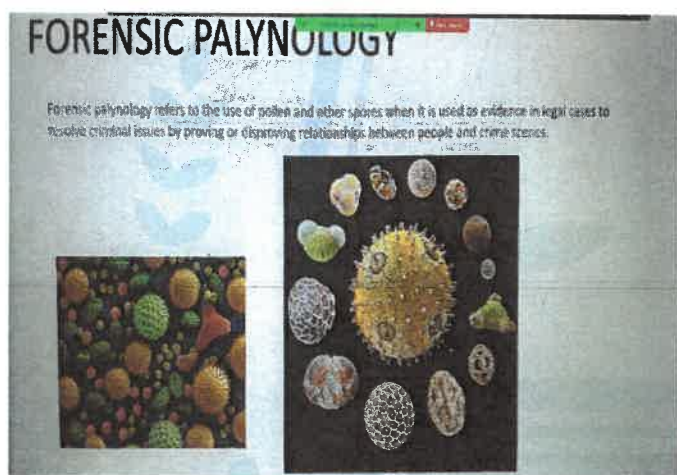 FORENSIC PALYNOLOGY
Forensic palynology refers to the use of pollen and other spores when it is used as evidence in legal cases to
resolve criminal issues by proving or disproving relationships between people and crime scenes.